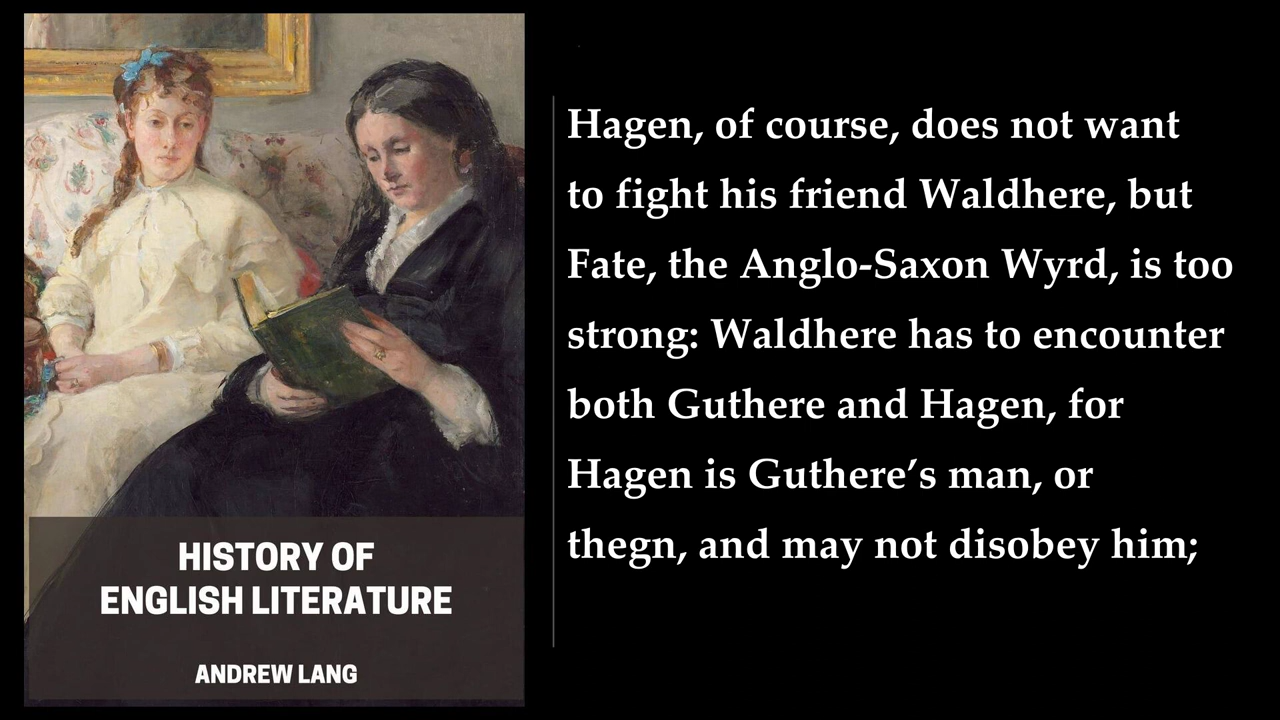 HISTORY OF
ENGLISH LITERATURE
ANDREW LANG
Hagen, of course, does not want
to fight his friend Waldhere, but
Fate, the Anglo-Saxon Wyrd, is too
strong: Waldhere has to encounter
both Guthere and Hagen, for
Hagen is Guthere’s man, or
thegn, and may not disobey him;